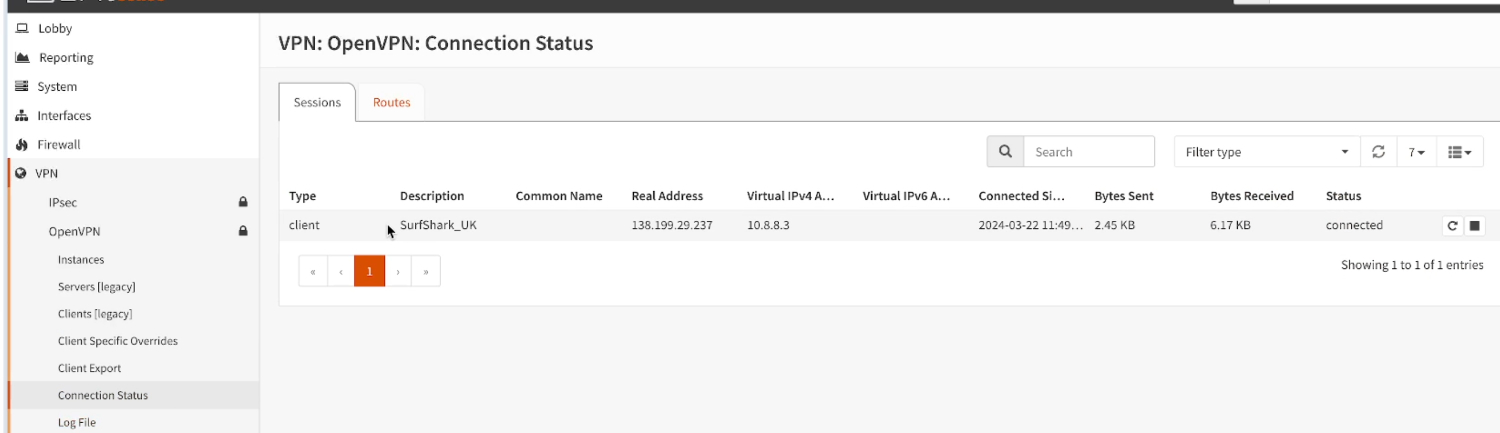 Lobby
Reporting
System
Interfaces
Firewall
VPN
IPsec
OpenVPN
Instances
Servers [legacy]
Clients [legacy]
Client Specific Overrides
Client Export
Connection Status
Log File
VPN: OpenVPN: Connection Status
Sessions Routes
Search Filter type 7
Type Description Common Name Real Address Virtual IPv4 A... Virtual IPv6 A... Connected Si... Bytes Sent Bytes Received Status
client SurfShark_UK 138.199.29.237 10.8.8.3 2024-03-22 11:49... 2.45 KB 6.17 KB connected
« ‹ 1 › »
Showing 1 to 1 of 1 entries